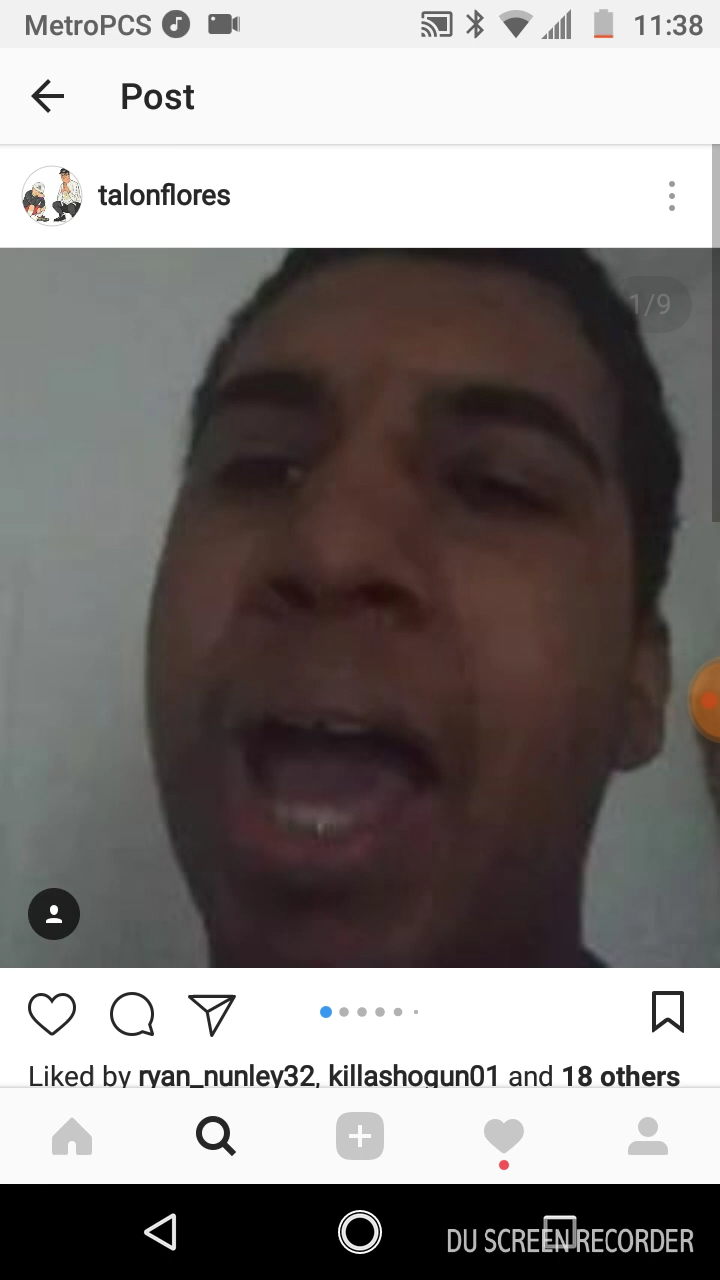 MetroPCS 11:38
Post
talonflores
1/9
Liked by ryan_nunley32, killashogun01 and 18 others
DU SCREEN RECORDER